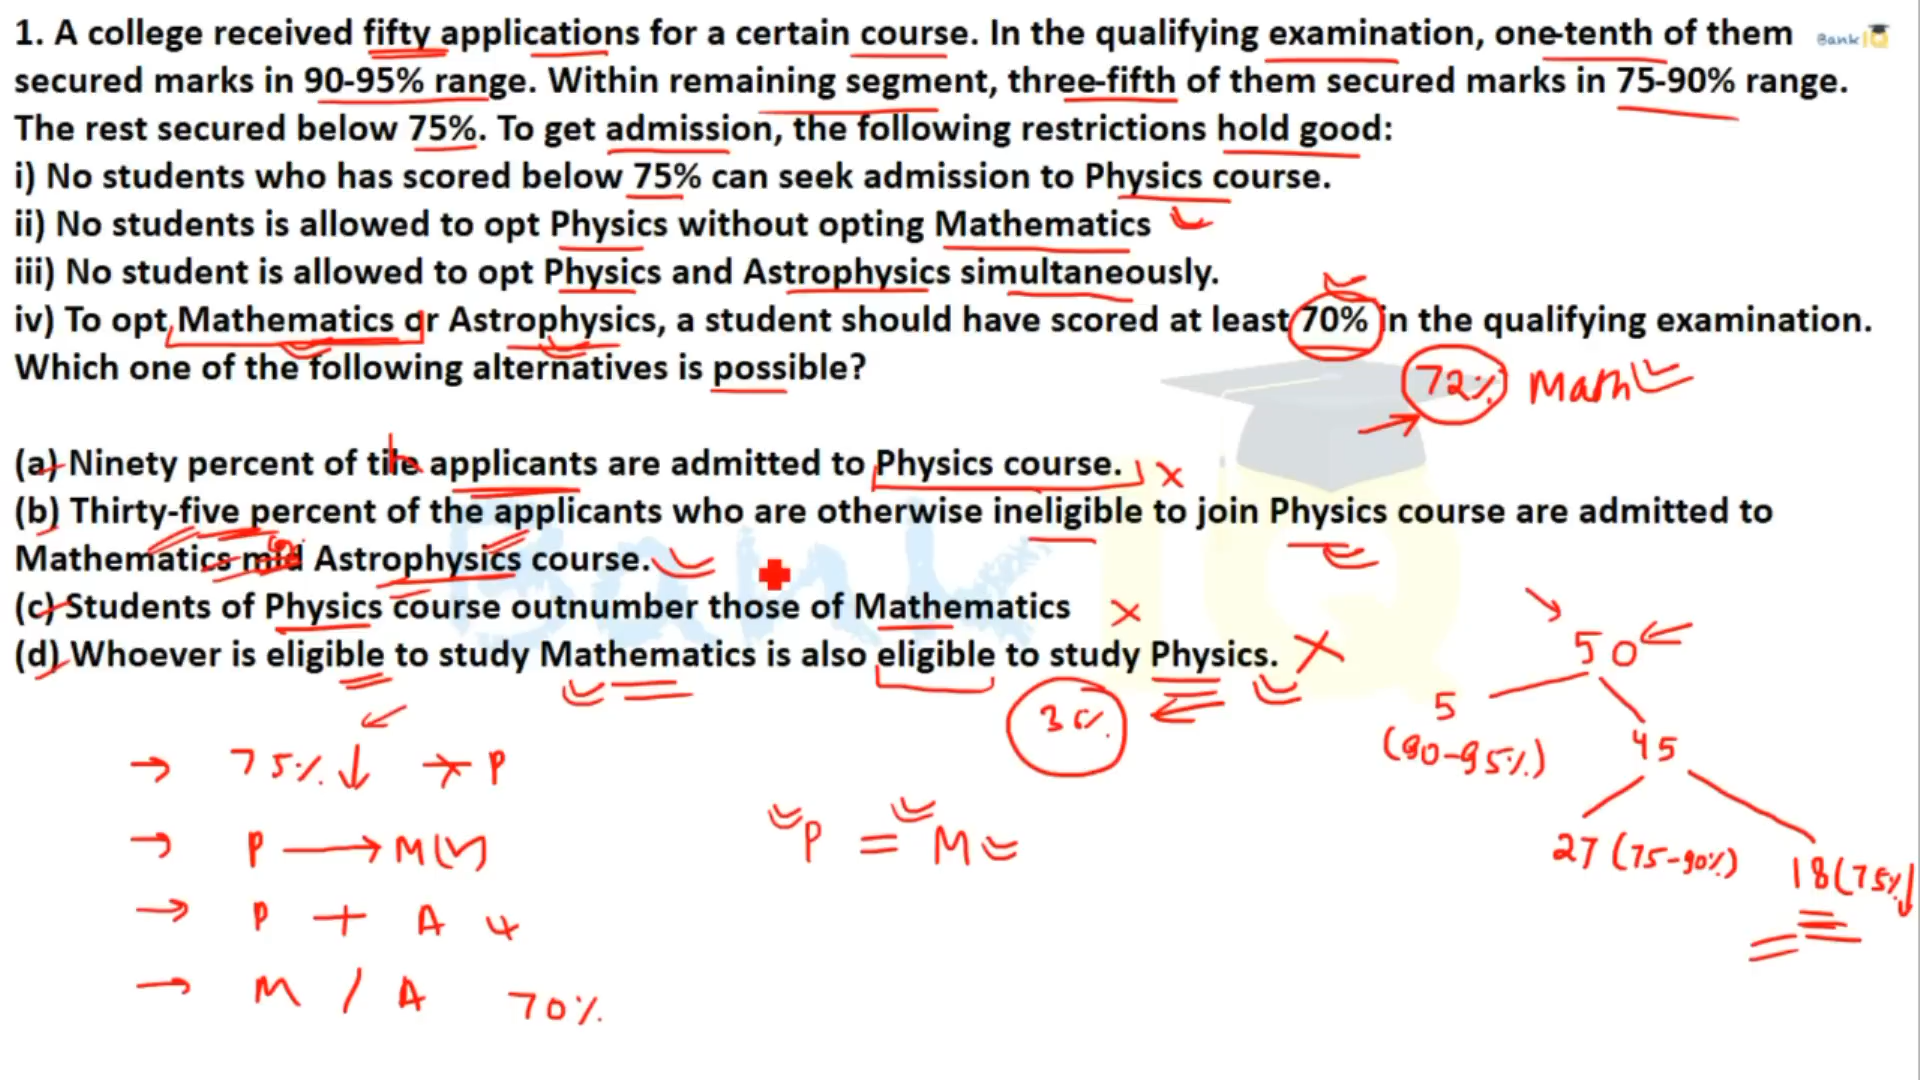 1. A college received fifty applications for a certain course. In the qualifying examination, one-tenth of them
Bank IQ
secured marks in 90-95% range. Within remaining segment, three-fifth of them secured marks in 75-90% range.
The rest secured below 75%. To get admission, the following restrictions hold good:
i) No students who has scored below 75% can seek admission to Physics course.
ii) No students is allowed to opt Physics without opting Mathematics
iii) No student is allowed to opt Physics and Astrophysics simultaneously.
iv) To opt Mathematics or Astrophysics, a student should have scored at least 70% in the qualifying examination.
Which one of the following alternatives is possible?
72% Math
(a) Ninety percent of tile applicants are admitted to Physics course. x
(b) Thirty-five percent of the applicants who are otherwise ineligible to join Physics course are admitted to
Mathematics mid Astrophysics course.
(c) Students of Physics course outnumber those of Mathematics x
(d) Whoever is eligible to study Mathematics is also eligible to study Physics. x
Bank IQ
50
5
(90-95%)
45
27 (75-90%)
18 (75%↓
→ 75% ↓ P
→ P → M
→ P + A
→ M / A 70%
P = M